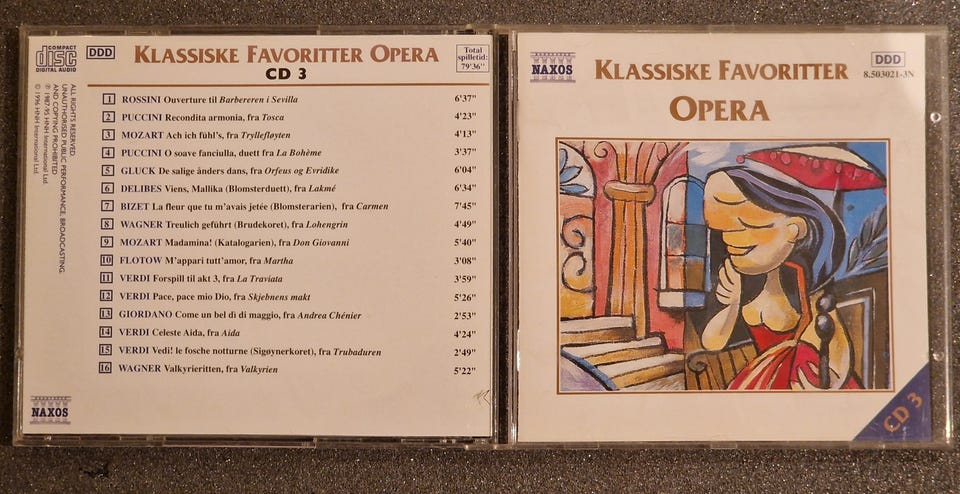 COMPACT
disc
DIGITAL AUDIO
DDD
KLASSISKE FAVORITTER OPERA
CD 3
Total
spilletid:
79'36"
ALL RIGHTS RESERVED
UNAUTHORISED PUBLIC PERFORMANCE, BROADCASTING,
AND COPYING PROHIBITED
℗ 1987-95 HNH International Ltd.
© 1996 HNH International Ltd.
1 ROSSINI Ouverture til Barbereren i Sevilla 6'37"
2 PUCCINI Recondita armonia, fra Tosca 4'23"
3 MOZART Ach ich fühl's, fra Tryllefløyten 4'13"
4 PUCCINI O soave fanciulla, duett fra La Bohème 3'37"
5 GLUCK De salige ånders dans, fra Orfeus og Evridike 6'04"
6 DELIBES Viens, Mallika (Blomsterduett), fra Lakmé 6'34"
7 BIZET La fleur que tu m'avais jetée (Blomsterarien), fra Carmen 7'45"
8 WAGNER Treulich geführt (Brudekoret), fra Lohengrin 4'49"
9 MOZART Madamina! (Katalogarien), fra Don Giovanni 5'40"
10 FLOTOW M'appari tutt'amor, fra Martha 3'08"
11 VERDI Forspill til akt 3, fra La Traviata 3'59"
12 VERDI Pace, pace mio Dio, fra Skjebnens makt 5'26"
13 GIORDANO Come un bel dì di maggio, fra Andrea Chénier 2'53"
14 VERDI Celeste Aida, fra Aida 4'24"
15 VERDI Vedi! le fosche notturne (Sigøynerkoret), fra Trubaduren 2'49"
16 WAGNER Valkyrieritten, fra Valkyrien 5'22"
NAXOS
NAXOS
KLASSISKE FAVORITTER
OPERA
DDD
8.503021-3N
CD 3